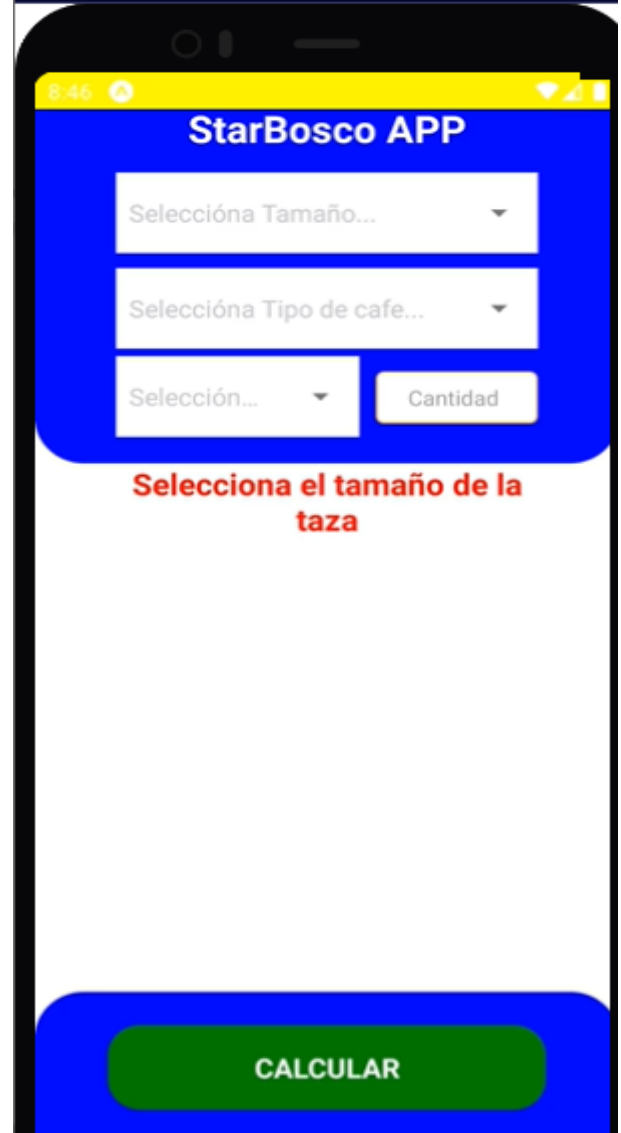 8:46
StarBosco APP
Seleccióna Tamaño...
Seleccióna Tipo de cafe...
Selección...
Cantidad
Selecciona el tamaño de la
taza
CALCULAR